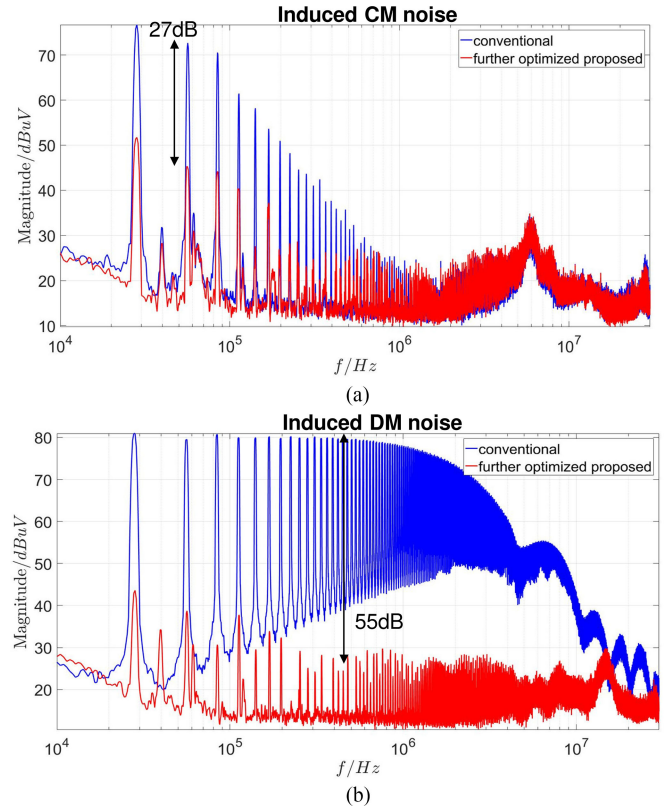 Induced CM noise
27dB
conventional
further optimized proposed
Magnitude/dBuV
70
60
50
40
30
20
10
10^4
10^5
10^6
10^7
f/Hz
(a)
Induced DM noise
conventional
further optimized proposed
Magnitude/dBuV
80
70
60
50
40
30
20
55dB
10^4
10^5
10^6
10^7
f/Hz
(b)